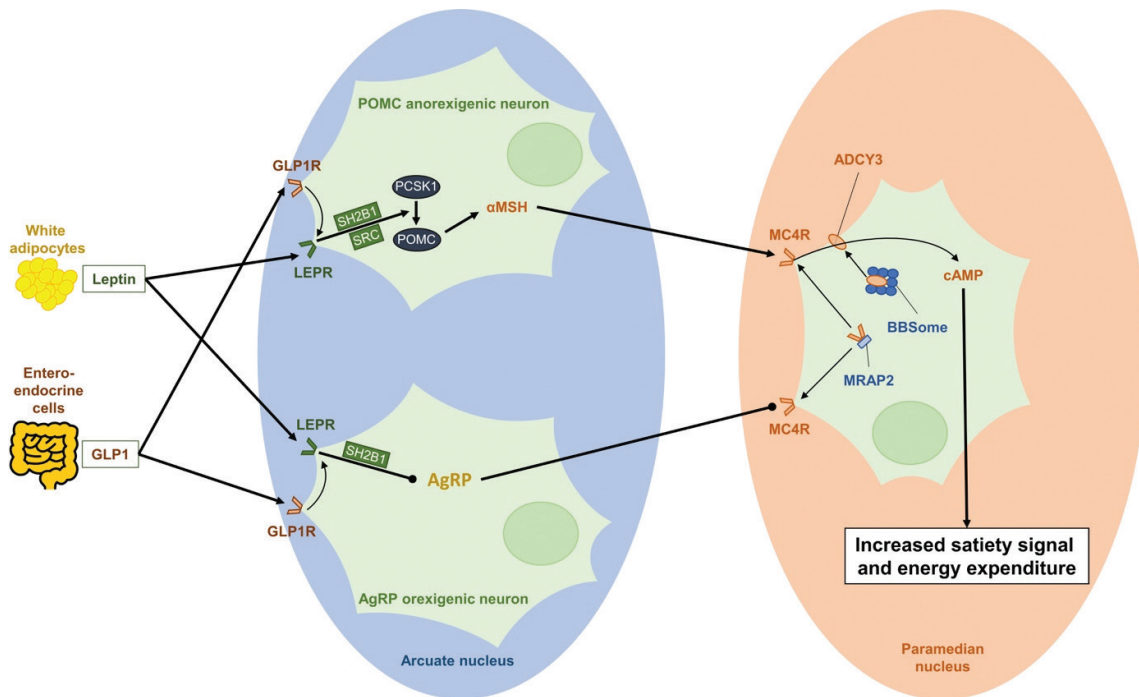 White
adipocytes
Leptin
Entero-
endocrine
cells
GLP1
POMC anorexigenic neuron
GLP1R
PCSK1
SH2B1
SRC
POMC
αMSH
LEPR
LEPR
SH2B1
AgRP
GLP1R
AgRP orexigenic neuron
Arcuate nucleus
ADCY3
MC4R
cAMP
BBSome
MRAP2
MC4R
Increased satiety signal
and energy expenditure
Paramedian
nucleus